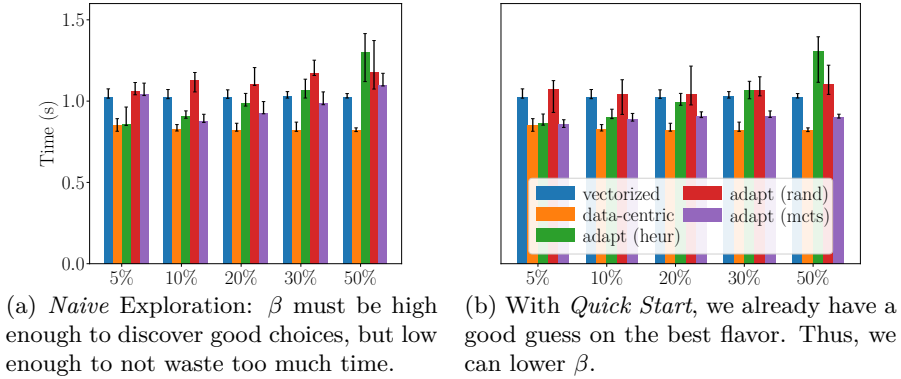 1.5
1.0
0.5
0.0
Time (s)
5% 10% 20% 30% 50%
vectorized
data-centric
adapt (heur)
adapt (rand)
adapt (mcts)
5% 10% 20% 30% 50%
(a) Naive Exploration: β must be high
enough to discover good choices, but low
enough to not waste too much time.
(b) With Quick Start, we already have a
good guess on the best flavor. Thus, we
can lower β.